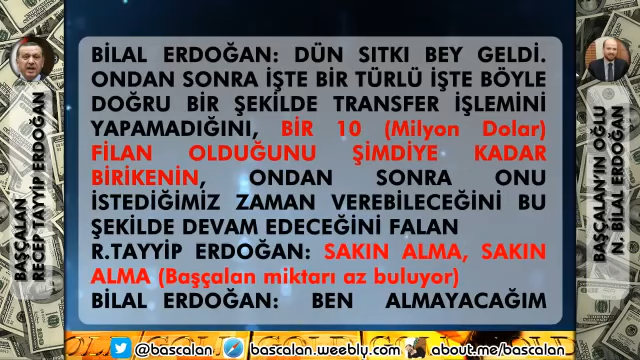 BİLAL ERDOĞAN: DÜN SITKI BEY GELDİ.
ONDAN SONRA İŞTE BİR TÜRLÜ İŞTE BÖYLE
DOĞRU BİR ŞEKİLDE TRANSFER İŞLEMİNİ
YAPAMADIĞINI, BİR 10 (Milyon Dolar)
FİLAN OLDUĞUNU ŞİMDİYE KADAR
BİRİKENİN, ONDAN SONRA ONU
İSTEDİĞİMİZ ZAMAN VEREBİLECEĞİNİ BU
ŞEKİLDE DEVAM EDECEĞİNİ FALAN
R.TAYYİP ERDOĞAN: SAKIN ALMA, SAKIN
ALMA (Başçalan miktarı az buluyor)
BİLAL ERDOĞAN: BEN ALMAYACAĞIM
BAŞÇALAN
RECEP TAYYİP ERDOĞAN
BAŞÇALAN'IN OĞLU
N. BİLAL ERDOĞAN
@bascalan bascalan.weebly.com about.me/bascalan